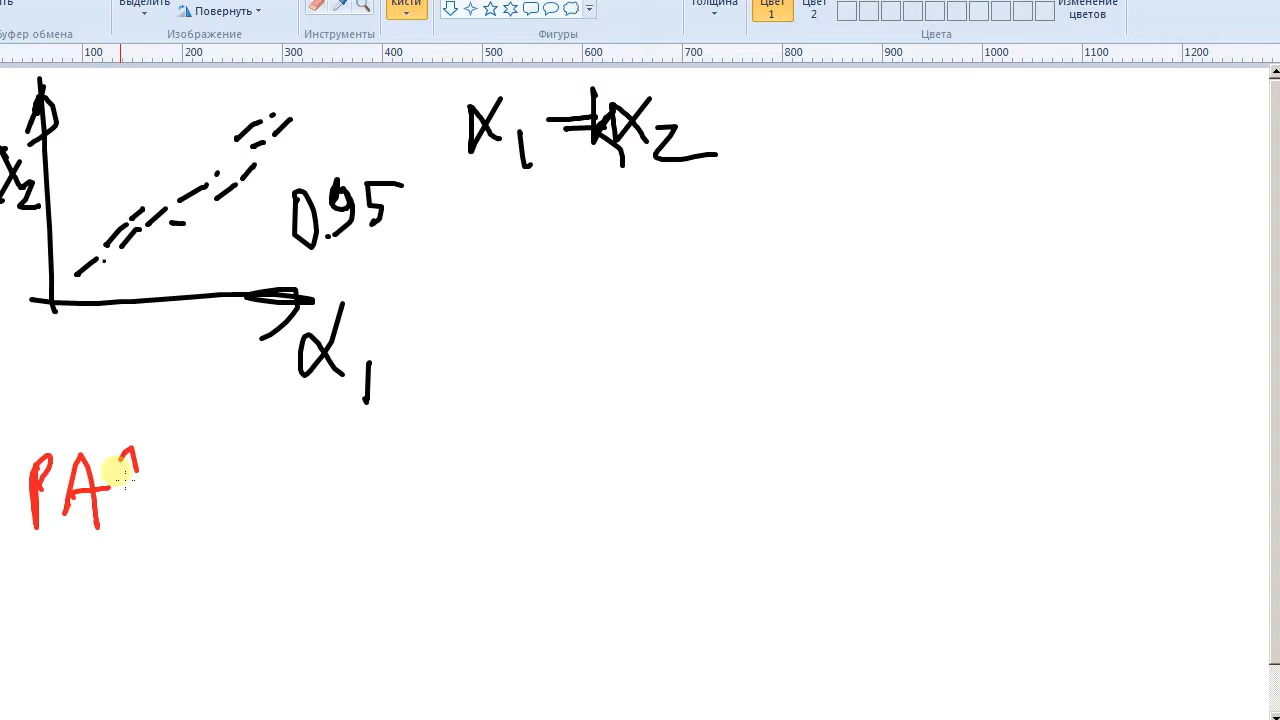 Выделить
Повернуть
Кисти
Толщина
Цвет 1
Цвет 2
Изменение цветов
буфер обмена
Изображение
Инструменты
Фигуры
Цвета
100 200 300 400 500 600 700 800 900 1000 1100 1200
x1 = kx2
x2
0.95
x1
PA